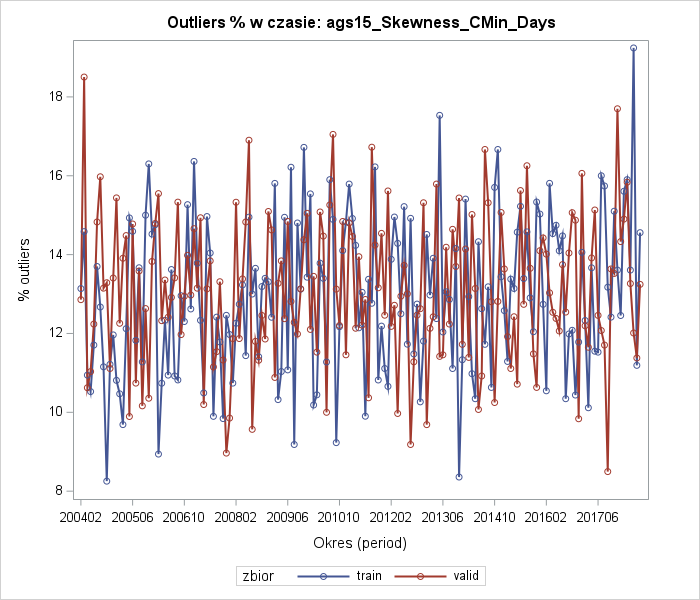 Outliers % w czasie: ags15_Skewness_CMin_Days
% outliers
18
16
14
12
10
8
200402 200506 200610 200802 200906 201010 201202 201306 201410 201602 201706
Okres (period)
zbior train valid